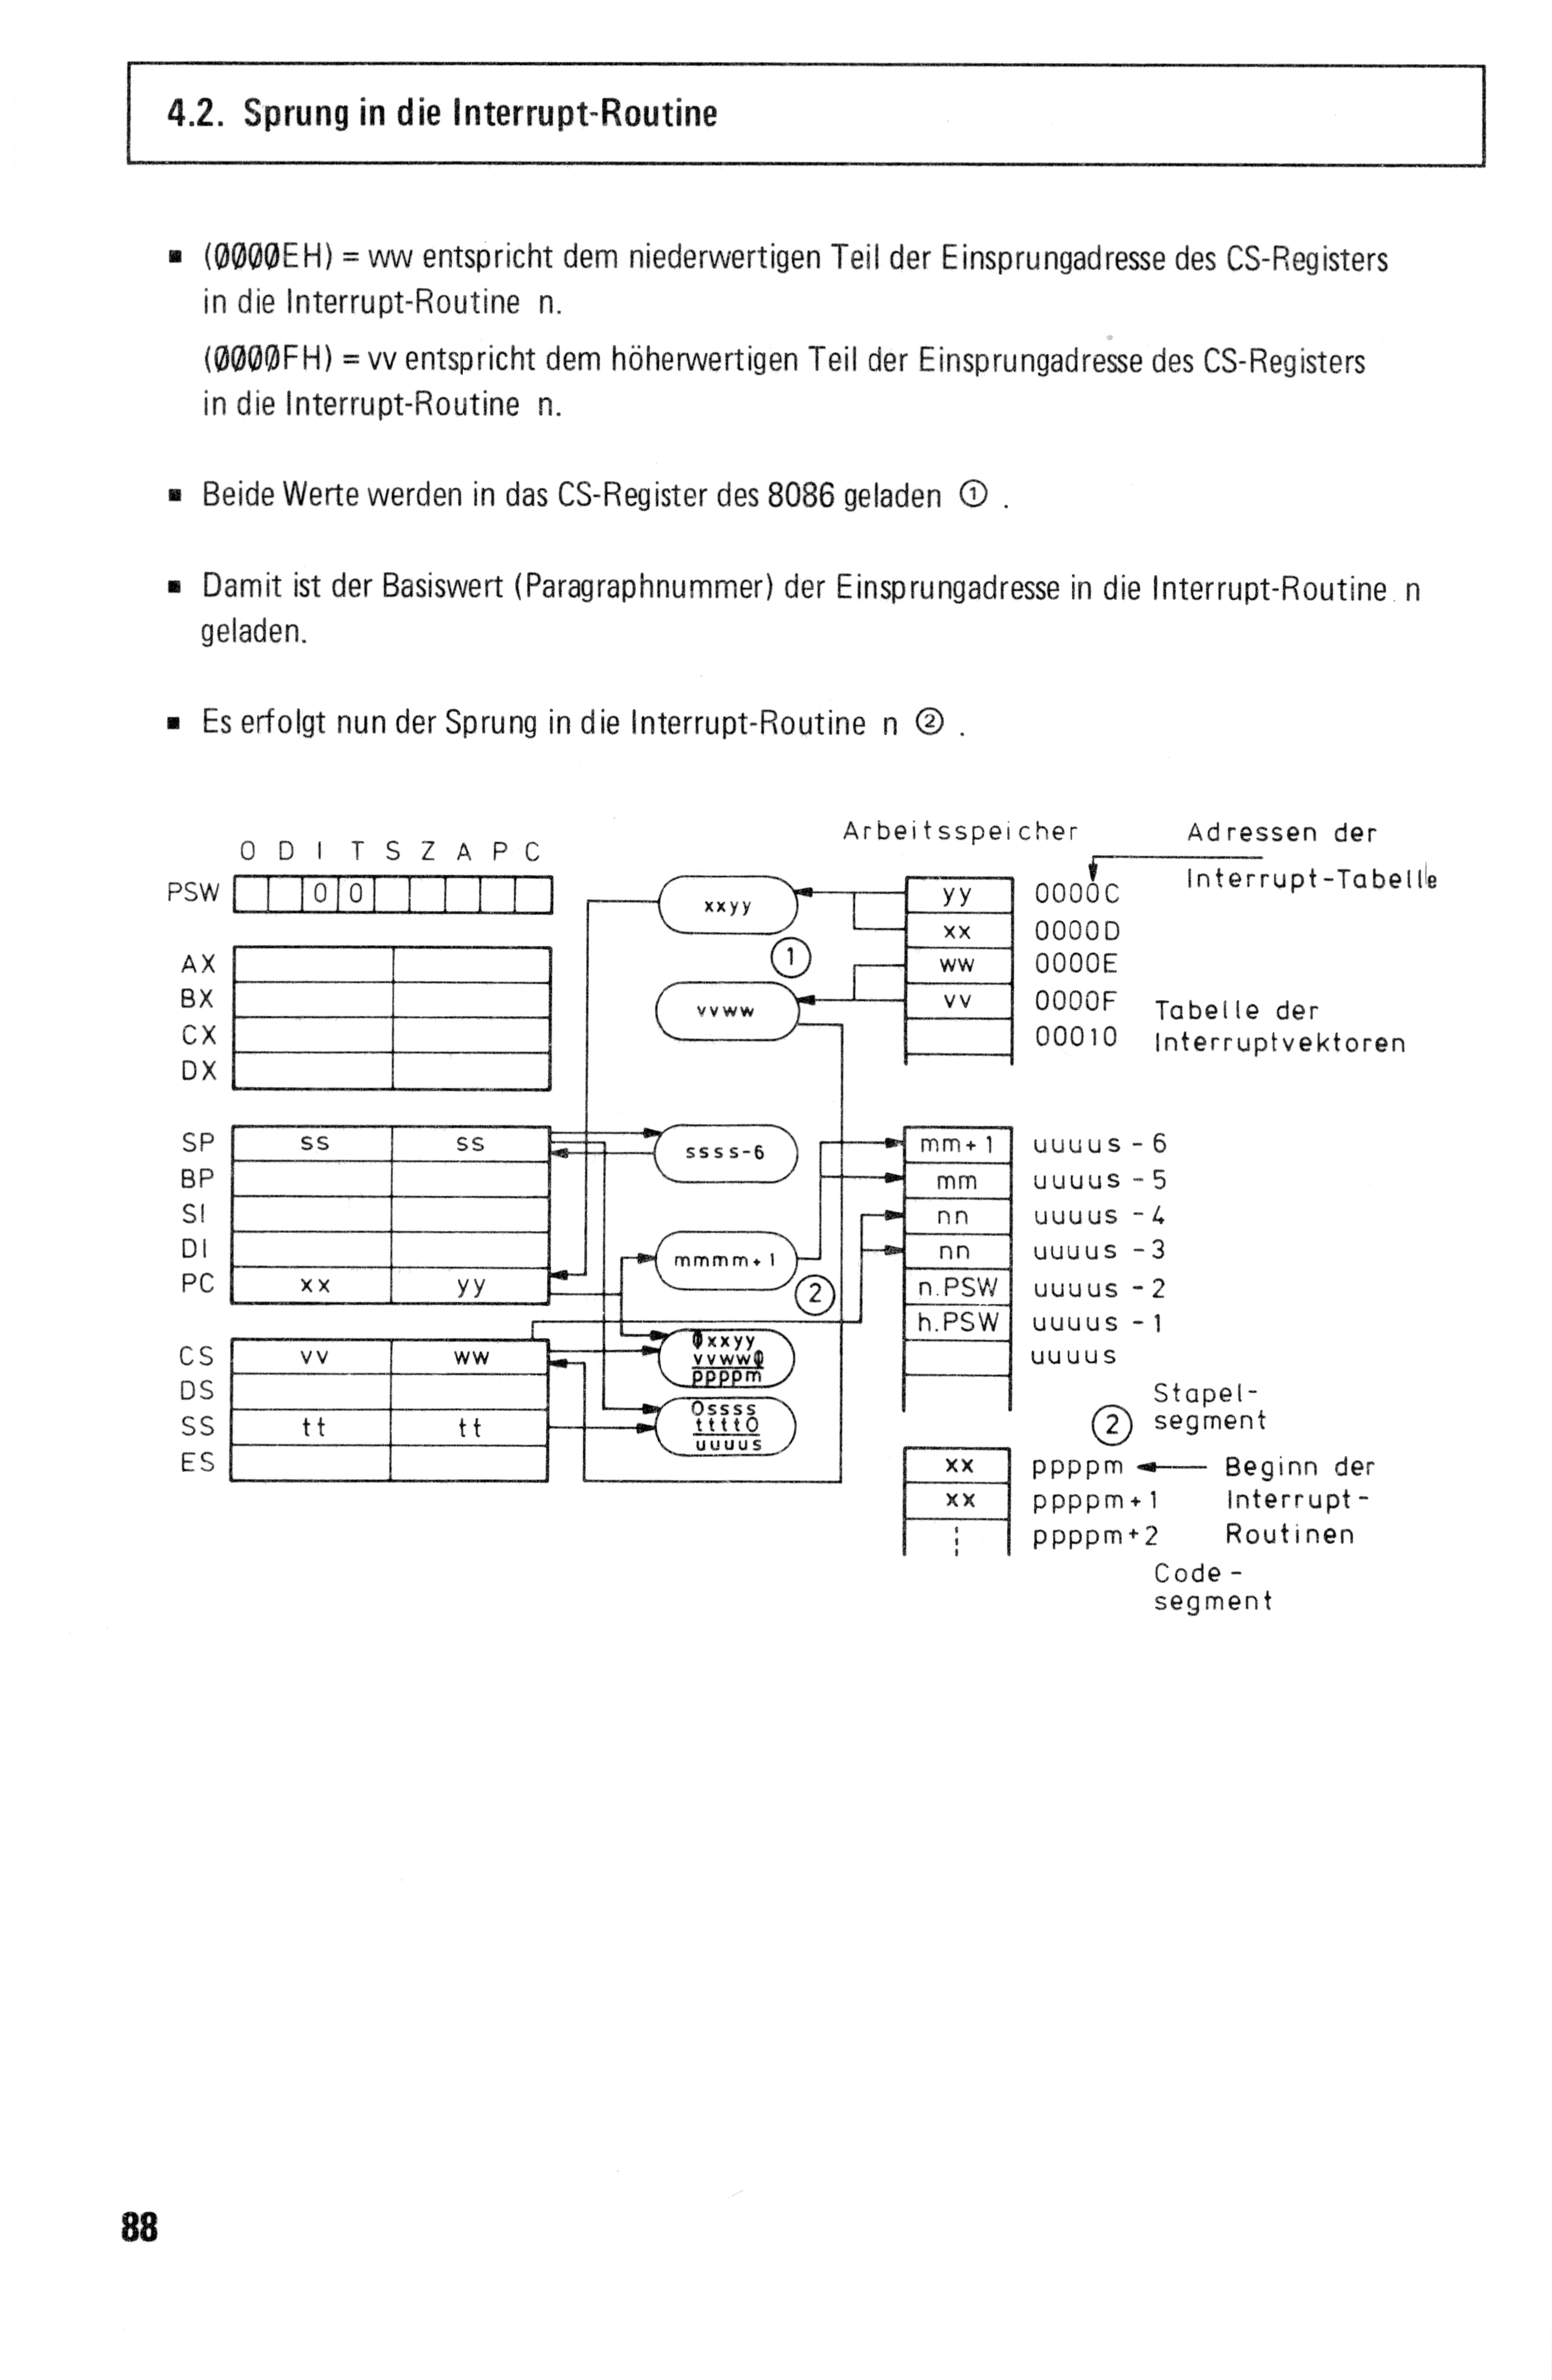 4.2. Sprung in die Interrupt-Routine
▪ (0000EH) = ww entspricht dem niederwertigen Teil der Einsprungadresse des CS-Registers
in die Interrupt-Routine n.
(0000FH) = vv entspricht dem höherwertigen Teil der Einsprungadresse des CS-Registers
in die Interrupt-Routine n.
▪ Beide Werte werden in das CS-Register des 8086 geladen ① .
▪ Damit ist der Basiswert (Paragraphnummer) der Einsprungadresse in die Interrupt-Routine n
geladen.
▪ Es erfolgt nun der Sprung in die Interrupt-Routine n ② .
O D I T S Z A P C
PSW 0 0
AX
BX
CX
DX
SP ss ss
BP
SI
DI
PC xx yy
CS vv ww
DS
SS tt tt
ES
xxyy
①
vvww
ssss-6
mmmm+1
②
0xxyy
vvww0
ppppm
0ssss
tttt0
uuuus
Arbeitsspeicher
Adressen der
Interrupt-Tabelle
yy 0000C
xx 0000D
ww 0000E
vv 0000F
00010
Tabelle der
Interruptvektoren
mm+1 uuuus-6
mm uuuus-5
nn uuuus-4
nn uuuus-3
n.PSW uuuus-2
h.PSW uuuus-1
uuuus
Stapel-
② segment
xx ppppm Beginn der
xx ppppm+1 Interrupt-
ppppm+2 Routinen
Code-
segment
88